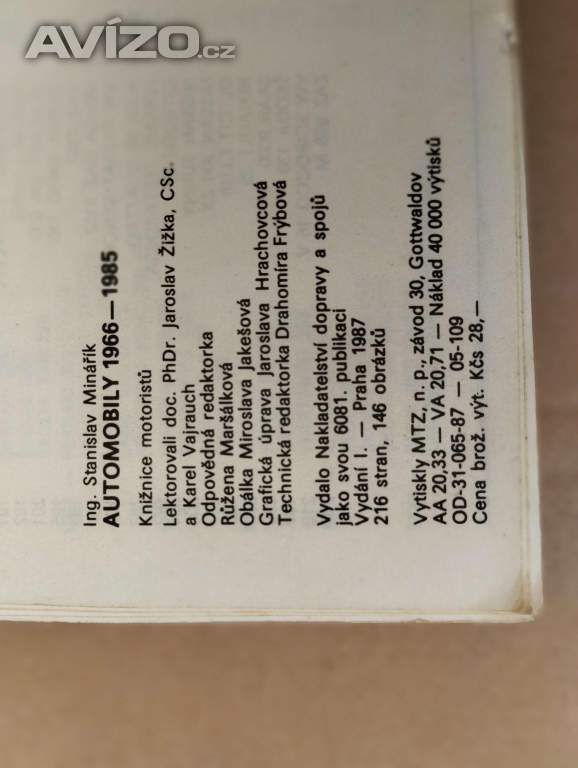 AVÍZO.cz
Ing. Stanislav Minářík
AUTOMOBILY 1966—1985
Knižnice motoristů
Lektorovali doc. PhDr. Jaroslav Žižka, CSc.
a Karel Vajrauch
Odpovědná redaktorka
Růžena Maršálková
Obálka Miroslava Jakešová
Grafická úprava Jaroslava Hrachovcová
Technická redaktorka Drahomíra Frýbová
Vydalo Nakladatelství dopravy a spojů
jako svou 6081. publikaci
Vydání I. — Praha 1987
216 stran, 146 obrázků
Vytiskly MTZ, n. p., závod 30, Gottwaldov
AA 20,33 — VA 20,71 — Náklad 40 000 výtisků
OD-31-065-87 — 05-109
Cena brož. výt. Kčs 28,—